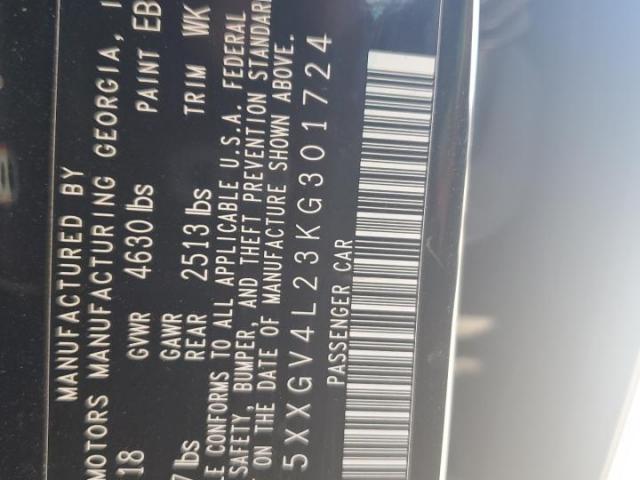 MANUFACTURED BY
MOTORS MANUFACTURING GEORGIA, I
18 GVWR 4630 lbs PAINT EB
GAWR
7 lbs REAR 2513 lbs TRIM WK
LE CONFORMS TO ALL APPLICABLE U.S.A. FEDERAL
SAFETY, BUMPER, AND THEFT PREVENTION STANDAR
ON THE DATE OF MANUFACTURE SHOWN ABOVE.
5XXGV4L23KG301724
PASSENGER CAR